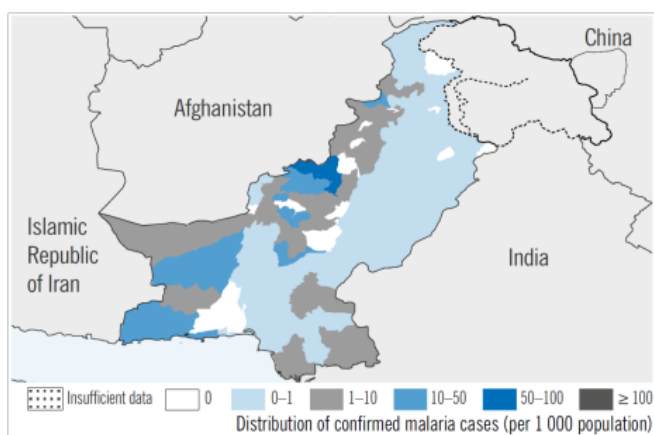 China
Afghanistan
Islamic
Republic
of Iran
India
Insufficient data 0 0–1 1–10 10–50 50–100 ≥ 100
Distribution of confirmed malaria cases (per 1 000 population)